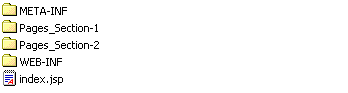 META-INF
Pages_Section-1
Pages_Section-2
WEB-INF
index.jsp